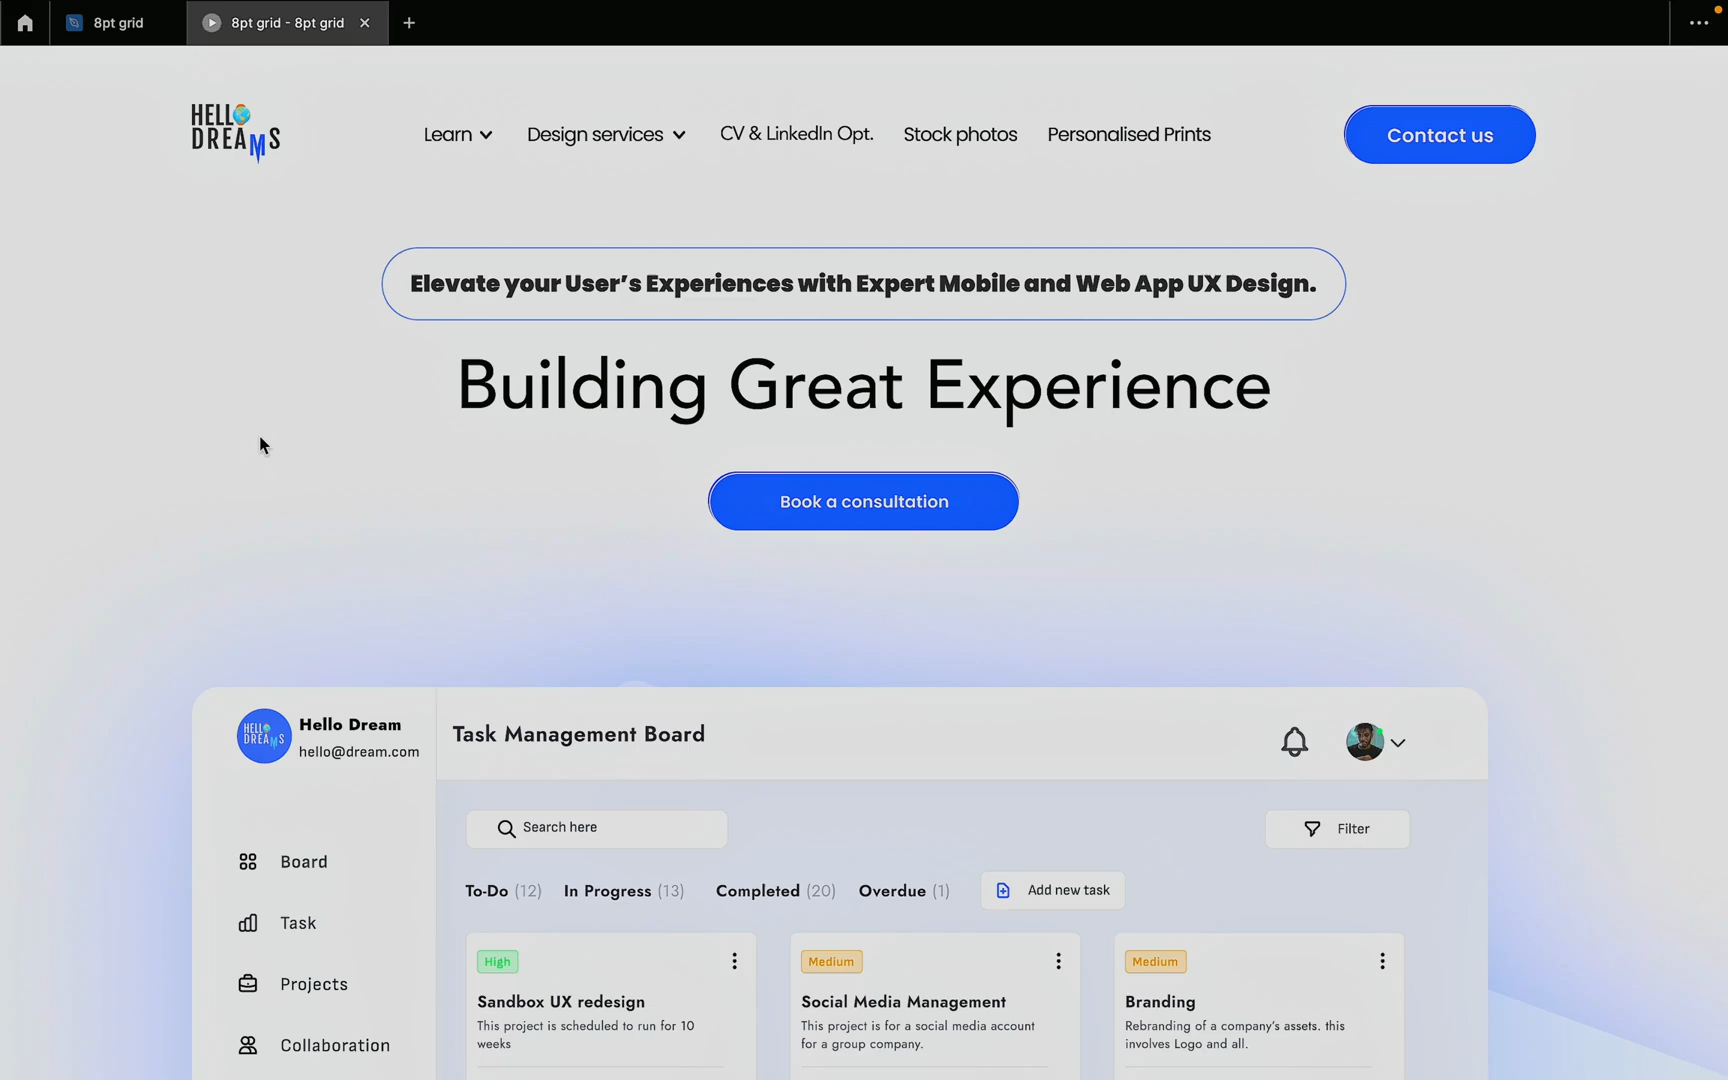 8pt grid
8pt grid - 8pt grid
HELLO
DREAMS
Learn
Design services
CV & LinkedIn Opt.
Stock photos
Personalised Prints
Contact us
Elevate your User’s Experiences with Expert Mobile and Web App UX Design.
Building Great Experience
Book a consultation
HELLO
DREAMS
Hello Dream
hello@dream.com
Task Management Board
Search here
Filter
Board
Task
Projects
Collaboration
To-Do (12)
In Progress (13)
Completed (20)
Overdue (1)
Add new task
High
Sandbox UX redesign
This project is scheduled to run for 10
weeks
Medium
Social Media Management
This project is for a social media account
for a group company.
Medium
Branding
Rebranding of a company’s assets. this
involves Logo and all.